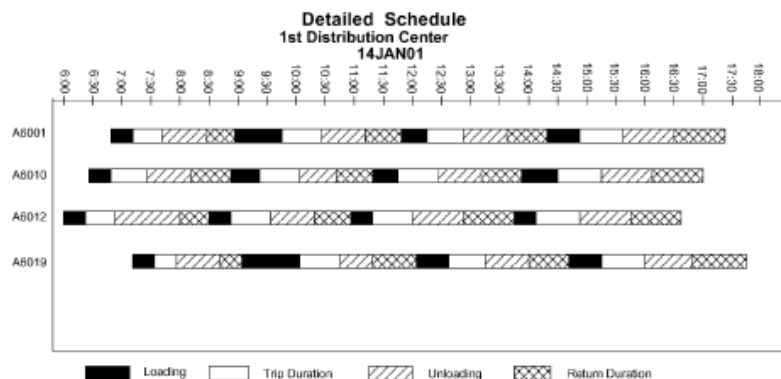 Detailed Schedule
1st Distribution Center
14JAN01
6:00 6:30 7:00 7:30 8:00 8:30 9:00 9:30 10:00 10:30 11:00 11:30 12:00 12:30 13:00 13:30 14:00 14:30 15:00 15:30 16:00 16:30 17:00 17:30 18:00
A6001
A6010
A6012
A6019
Loading Trip Duration Unloading Return Duration